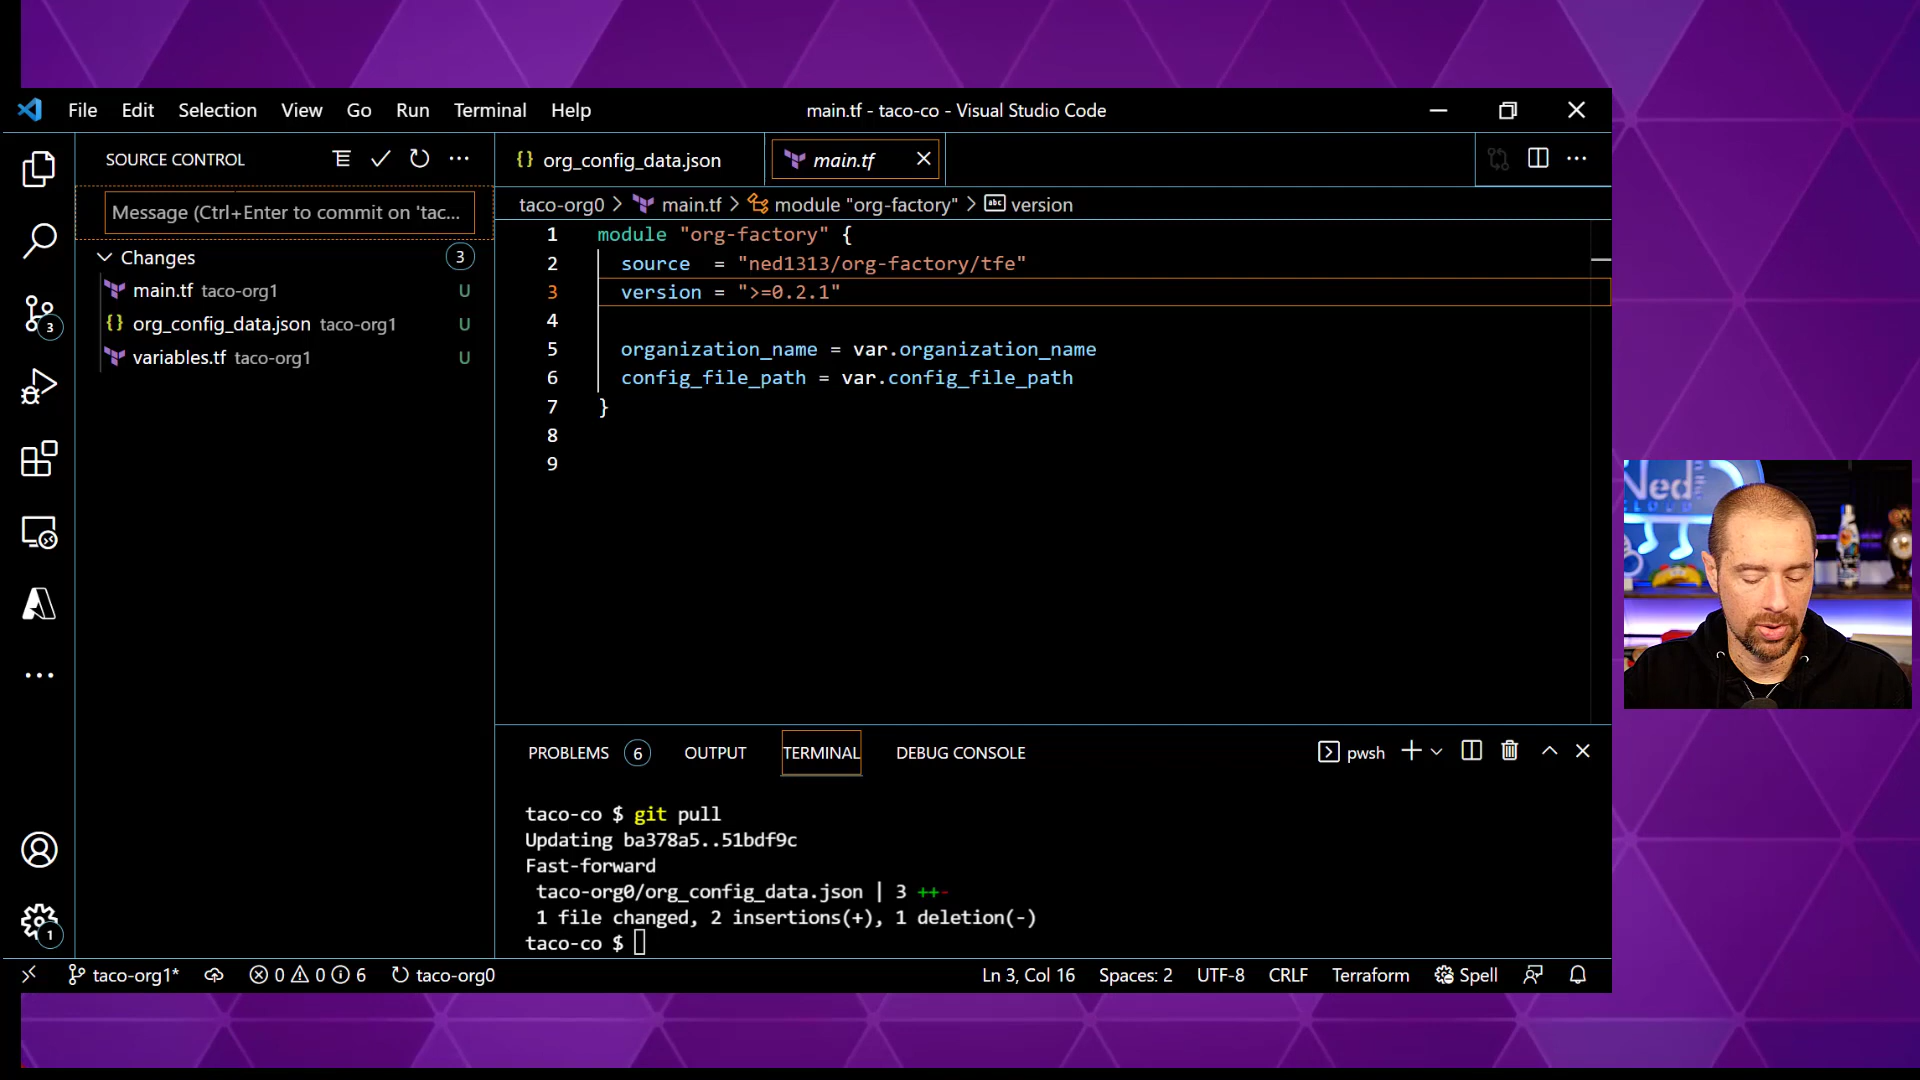 File Edit Selection View Go Run Terminal Help
main.tf - taco-co - Visual Studio Code
SOURCE CONTROL
Message (Ctrl+Enter to commit on 'tac...
Changes 3
main.tf taco-org1 U
org_config_data.json taco-org1 U
variables.tf taco-org1 U
3
1
{} org_config_data.json
main.tf
taco-org0 > main.tf > module "org-factory" > abc version
1 module "org-factory" {
2 source = "ned1313/org-factory/tfe"
3 version = ">=0.2.1"
4
5 organization_name = var.organization_name
6 config_file_path = var.config_file_path
7 }
8
9
PROBLEMS 6 OUTPUT TERMINAL DEBUG CONSOLE
pwsh
taco-co $ git pull
Updating ba378a5..51bdf9c
Fast-forward
taco-org0/org_config_data.json | 3 ++-
1 file changed, 2 insertions(+), 1 deletion(-)
taco-co $
taco-org1* 0 0 6 taco-org0
Ln 3, Col 16 Spaces: 2 UTF-8 CRLF Terraform Spell
Ned